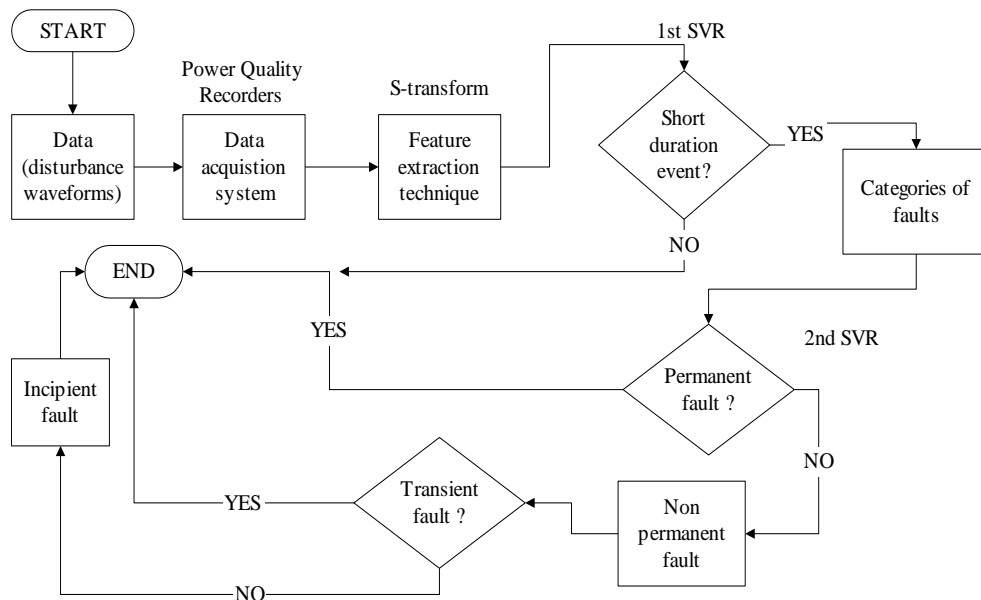 START
Data
(disturbance
waveforms)
Power Quality
Recorders
Data
acquistion
system
S-transform
Feature
extraction
technique
1st SVR
Short
duration
event?
YES
Categories of
faults
NO
END
YES
2nd SVR
Permanent
fault ?
NO
Incipient
fault
Non
permanent
fault
Transient
fault ?
YES
NO